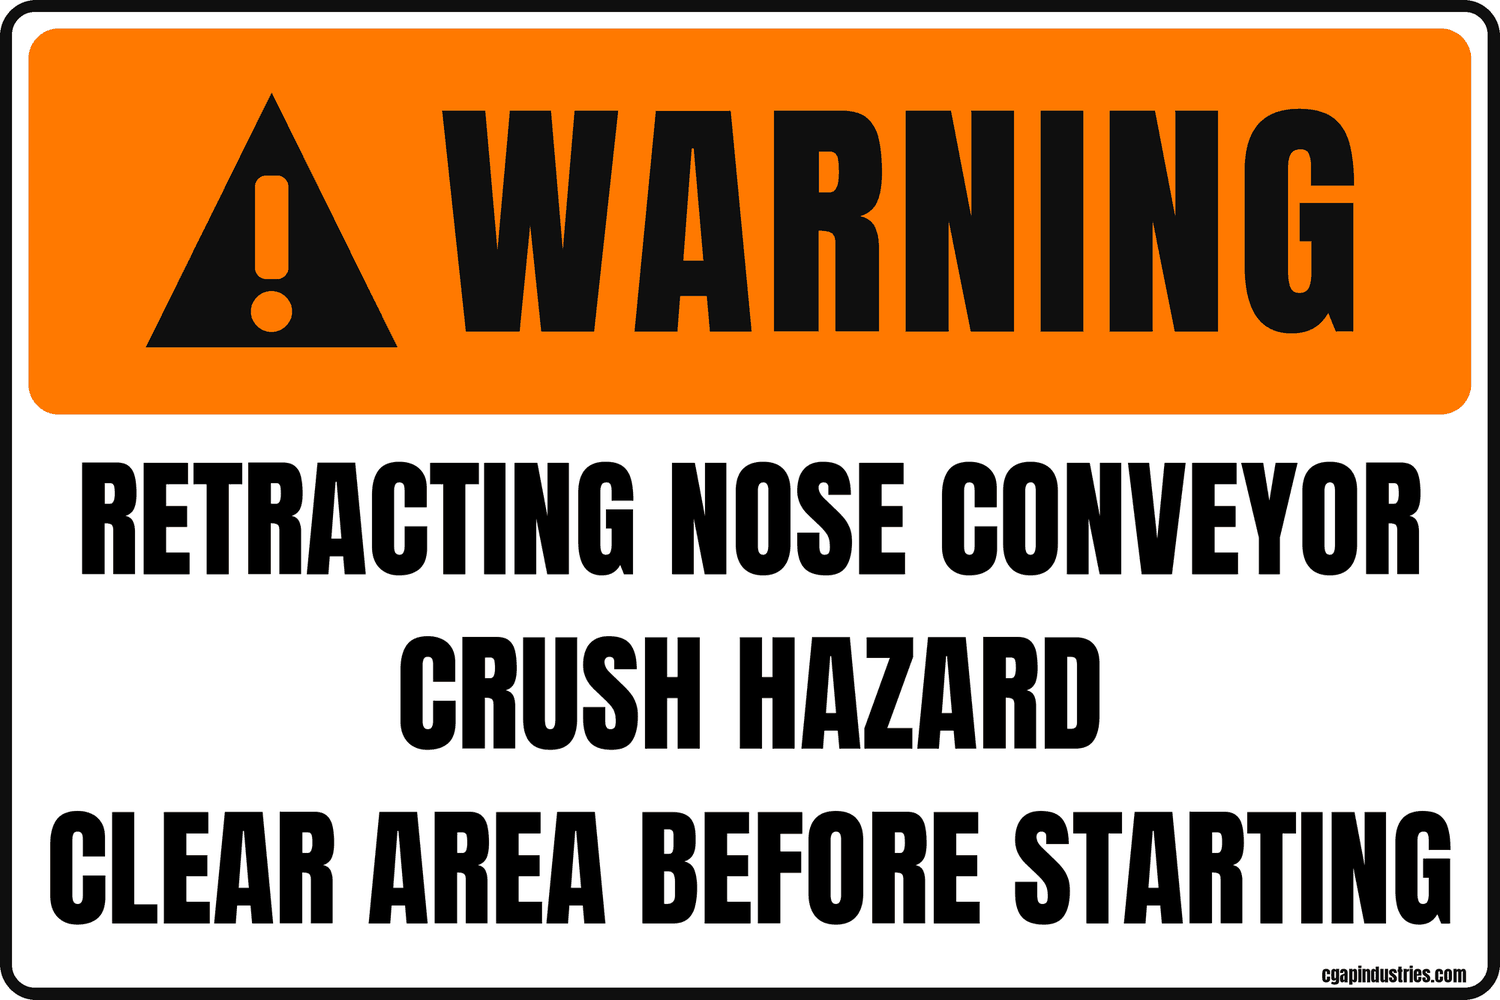 WARNING
RETRACTING NOSE CONVEYOR
CRUSH HAZARD
CLEAR AREA BEFORE STARTING
cgapindustries.com